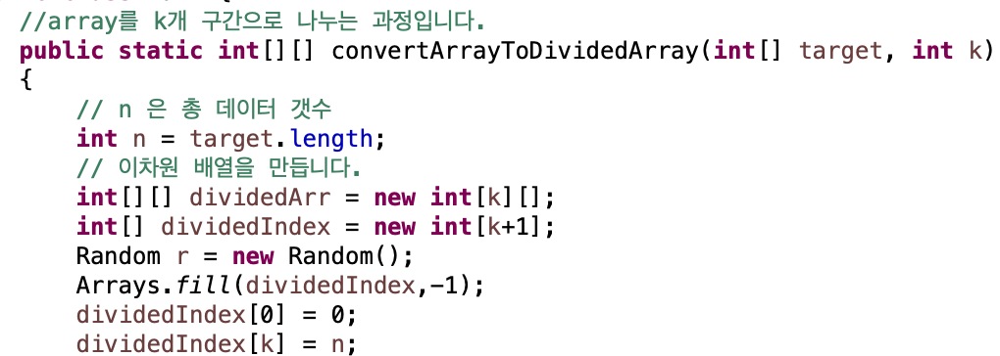 //array를 k개 구간으로 나누는 과정입니다.
public static int[][] convertArrayToDividedArray(int[] target, int k)
{
// n 은 총 데이터 갯수
int n = target.length;
// 이차원 배열을 만듭니다.
int[][] dividedArr = new int[k][];
int[] dividedIndex = new int[k+1];
Random r = new Random();
Arrays.fill(dividedIndex,-1);
dividedIndex[0] = 0;
dividedIndex[k] = n;